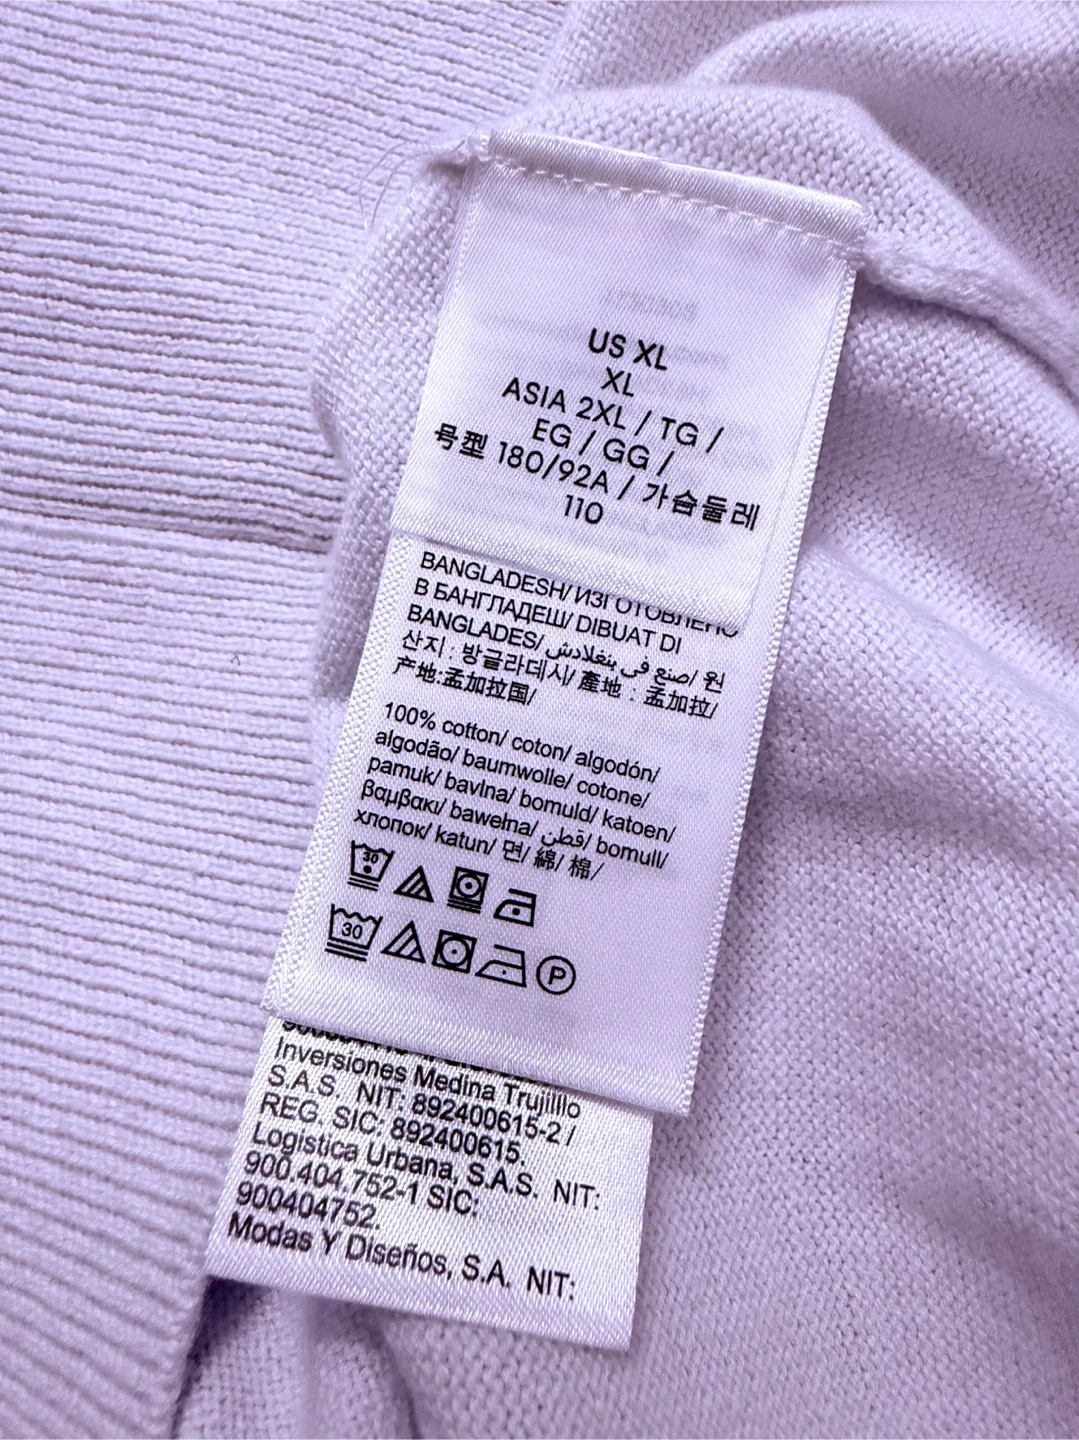 US XL
XL
ASIA 2XL / TG /
EG / GG /
号型 180/92A / 가슴둘레
110
BANGLADESH/ ИЗГОТОВЛЕНО
В БАНГЛАДЕШ/ DIBUAT DI
BANGLADES/ صنع في بنغلادش/ 원
산지 : 방글라데시/ 產地 : 孟加拉/
产地:孟加拉国/
100% cotton/ coton/ algodón/
algodão/ baumwolle/ cotone/
pamuk/ bavlna/ bomuld/ katoen/
βαμβακι/ bawełna/ قطن/ bomull/
хлопок/ katun/ 면/ 綿/ 棉/
30
30 P
Inversiones Medina Trujilllo
S.A.S. NIT: 892400615-2 /
REG. SIC: 892400615.
Logistica Urbana, S.A.S. NIT:
900.404.752-1 SIC:
900404752.
Modas Y Diseños, S.A. NIT: